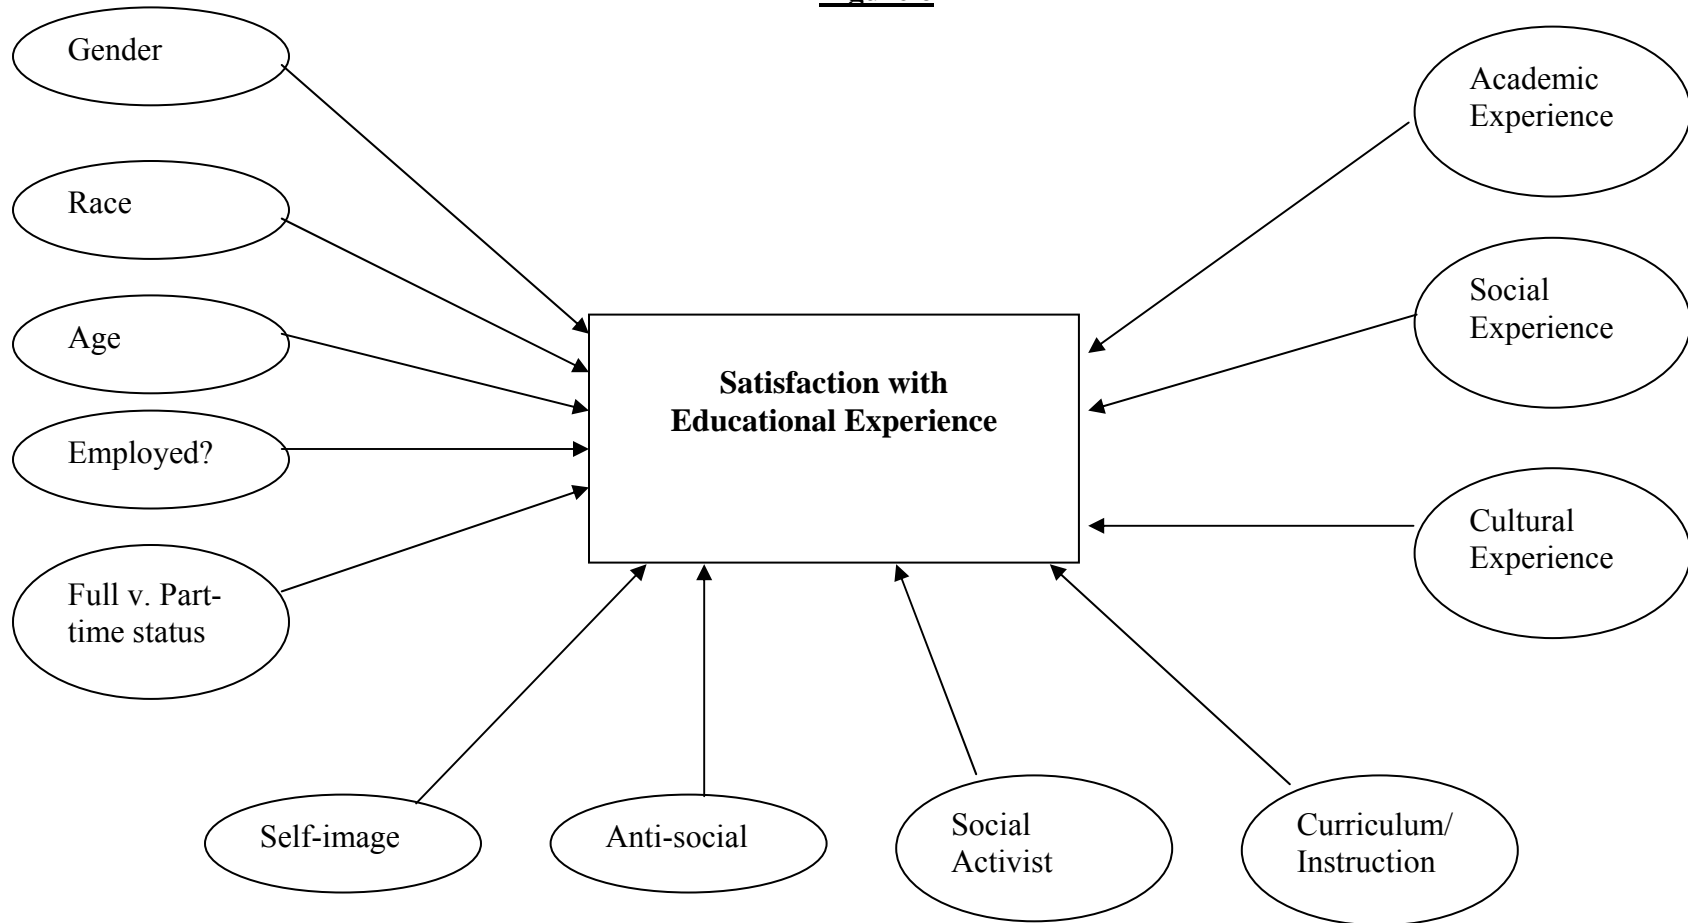 Gender
Race
Age
Employed?
Full v. Part-
time status
Satisfaction with
Educational Experience
Academic
Experience
Social
Experience
Cultural
Experience
Self-image
Anti-social
Social
Activist
Curriculum/
Instruction